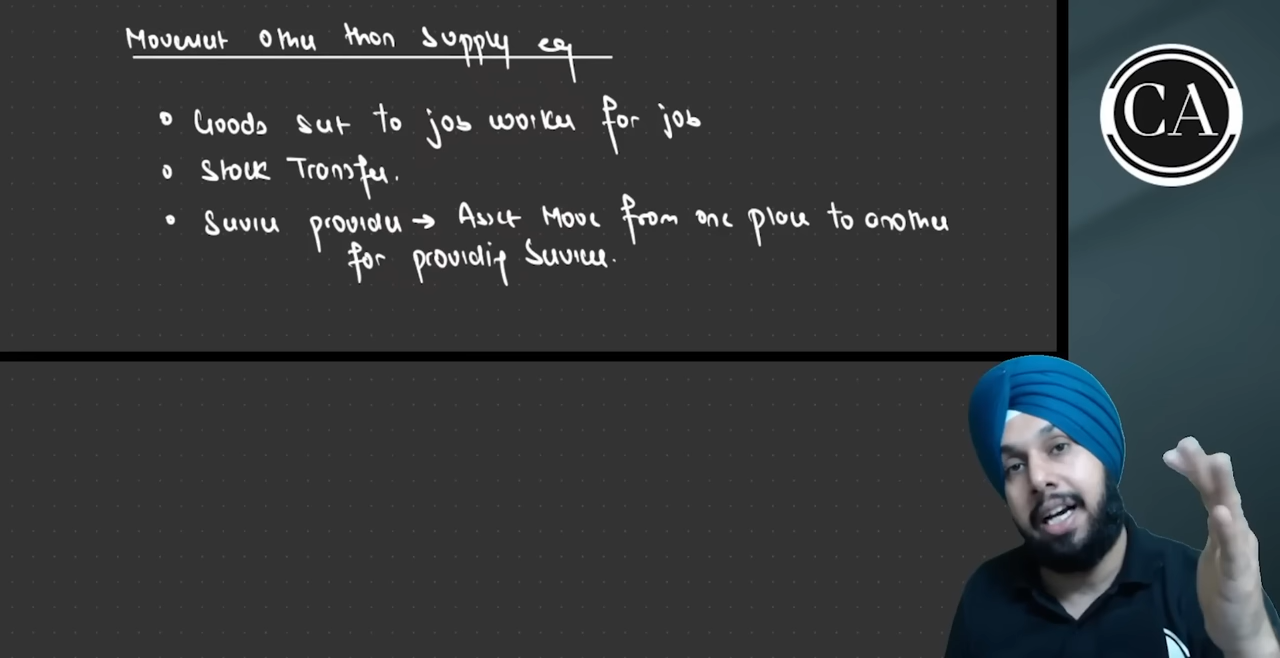 Movement Other than Supply eg
Goods sent to job worker for job
Stock Transfer.
Service provider → Asset Move from one place to another
for providing Service.
CA